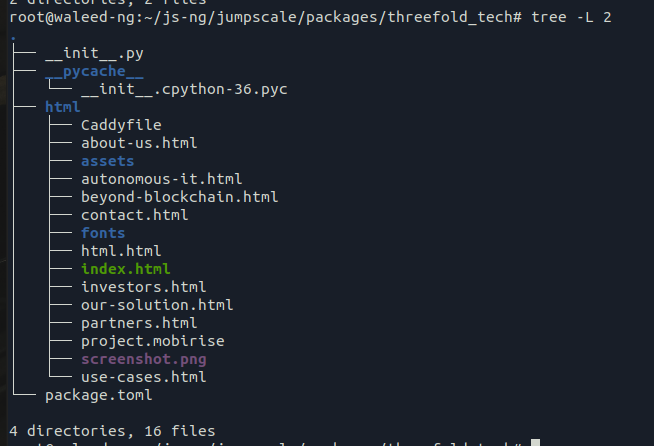 2 directories, 2 files
root@waleed-ng:~/js-ng/jumpscale/packages/threefold_tech# tree -L 2
.
├── __init__.py
├── __pycache__
│   └── __init__.cpython-36.pyc
├── html
│   ├── Caddyfile
│   ├── about-us.html
│   ├── assets
│   ├── autonomous-it.html
│   ├── beyond-blockchain.html
│   ├── contact.html
│   ├── fonts
│   ├── html.html
│   ├── index.html
│   ├── investors.html
│   ├── our-solution.html
│   ├── partners.html
│   ├── project.mobirise
│   ├── screenshot.png
│   └── use-cases.html
└── package.toml
4 directories, 16 files